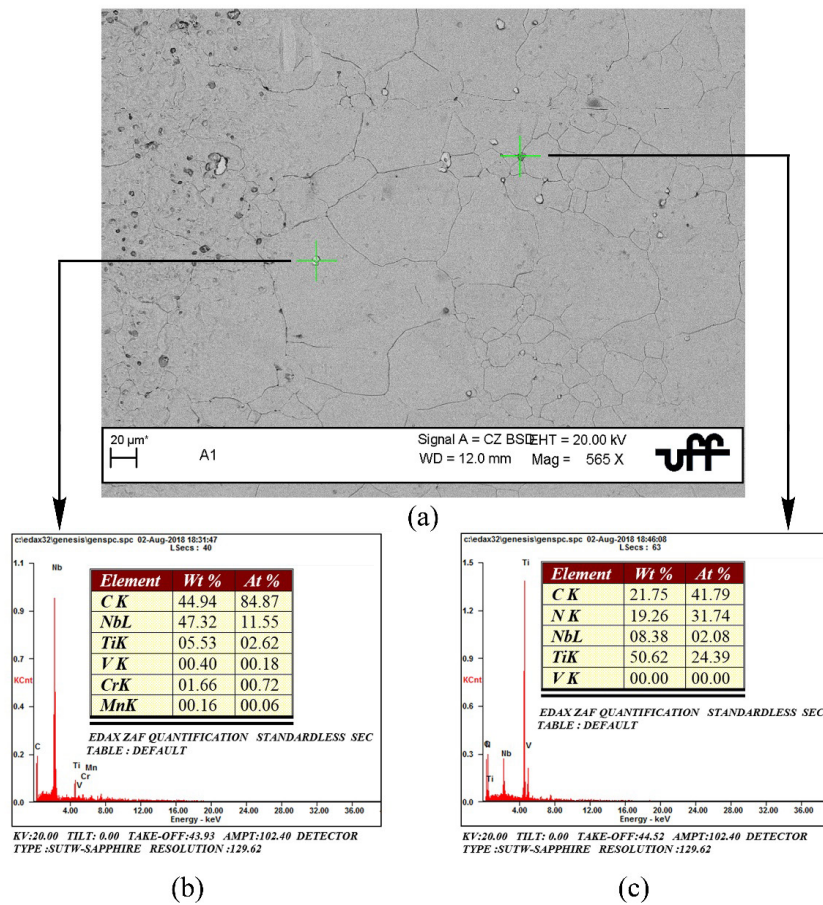 20 µm*
A1
Signal A = CZ BSD EHT = 20.00 kV
WD = 12.0 mm Mag = 565 X
uff
(a)
c:\edax32\genesis\genspc.spc 02-Aug-2018 18:31:47
LSecs : 40
1.1
0.9
0.7
KCnt
0.4
0.2
0.0
Nb
C
Ti
V
Cr
Mn
4.00 8.00 12.00 16.00 20.00 24.00 28.00 32.00 36.00
Energy - keV
Element Wt % At %
C K 44.94 84.87
NbL 47.32 11.55
TiK 05.53 02.62
V K 00.40 00.18
CrK 01.66 00.72
MnK 00.16 00.06
EDAX ZAF QUANTIFICATION STANDARDLESS SEC
TABLE : DEFAULT
KV:20.00 TILT: 0.00 TAKE-OFF:43.93 AMPT:102.40 DETECTOR
TYPE :SUTW-SAPPHIRE RESOLUTION :129.62
(b)
c:\edax32\genesis\genspc.spc 02-Aug-2018 18:46:08
LSecs : 63
1.5
1.2
0.9
KCnt
0.6
0.3
0.0
Ti
Nb
V
Ti
4.00 8.00 12.00 16.00 20.00 24.00 28.00 32.00 36.00
Energy - keV
Element Wt % At %
C K 21.75 41.79
N K 19.26 31.74
NbL 08.38 02.08
TiK 50.62 24.39
V K 00.00 00.00
EDAX ZAF QUANTIFICATION STANDARDLESS SEC
TABLE : DEFAULT
KV:20.00 TILT: 0.00 TAKE-OFF:44.52 AMPT:102.40 DETECTOR
TYPE :SUTW-SAPPHIRE RESOLUTION :129.62
(c)